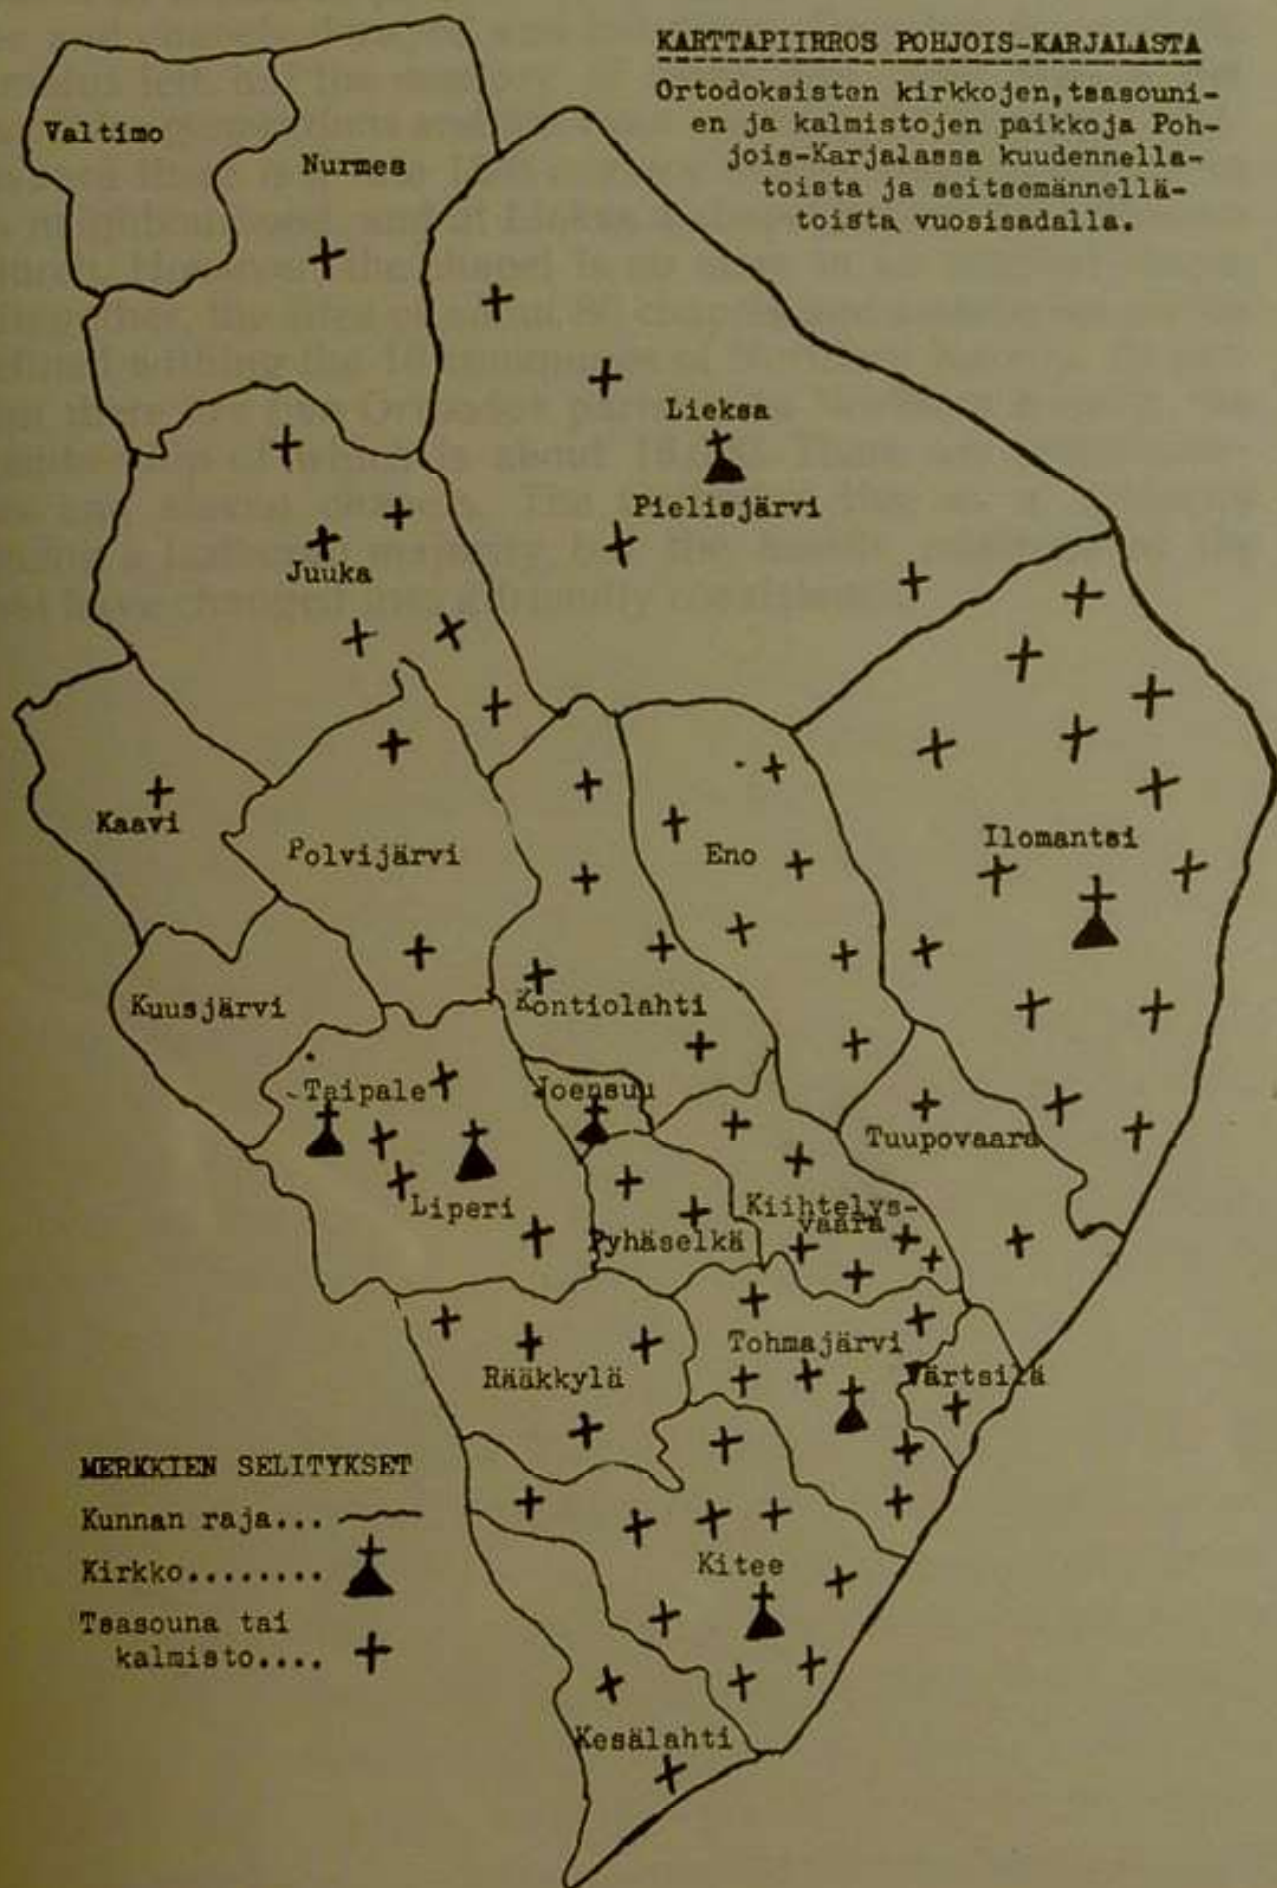 KARTTAPIIRROS POHJOIS-KARJALASTA
Ortodoksisten kirkkojen, tsasouni-
en ja kalmistojen paikkoja Poh-
jois-Karjalassa kuudennella-
toista ja seitsemännellä-
toista vuosisadalla.
Valtimo
Nurmes
Lieksa
Pielisjärvi
Juuka
Kaavi
Polvijärvi
Eno
Ilomantsi
Kuusjärvi
Kontiolahti
Taipale
Joensuu
Tuupovaara
Liperi
Pyhäselkä
Kiihtelys-
vaara
Tohmajärvi
Rääkkylä
Värtsilä
MERKKIEN SELITYKSET
Kunnan raja...
Kirkko........
Tsasouna tai
kalmisto....
Kitee
Kesälahti